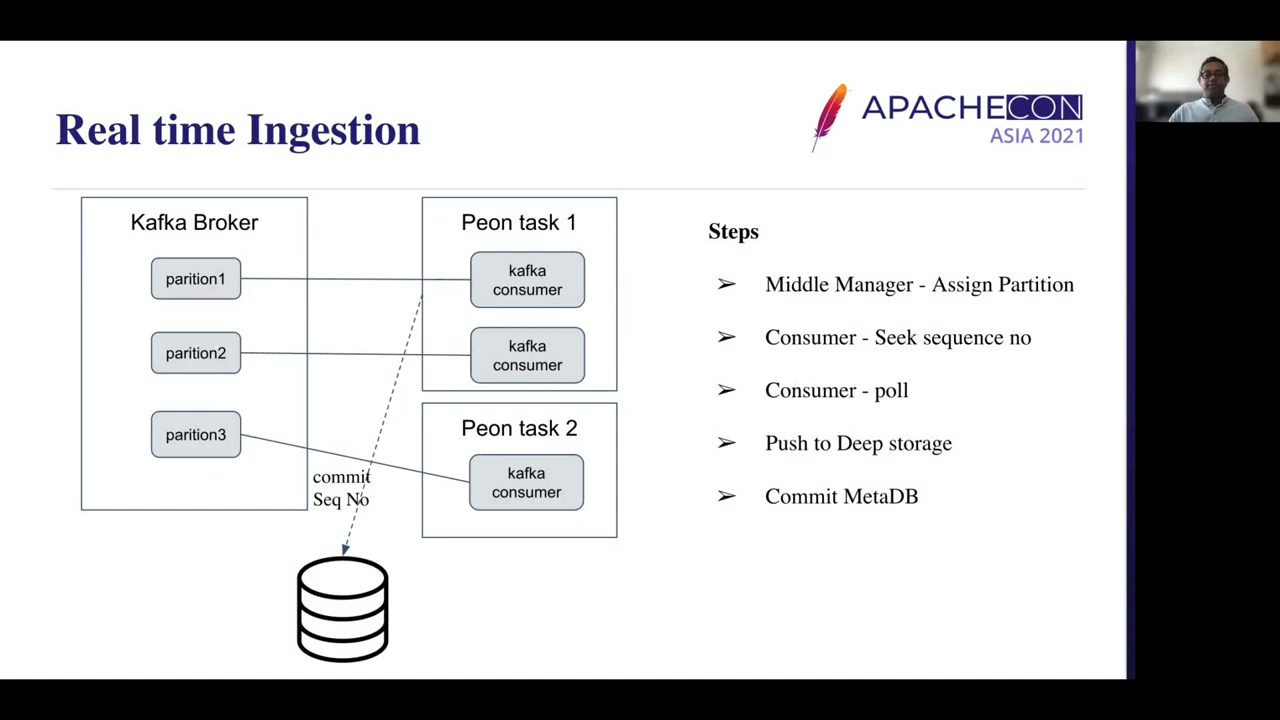 Real time Ingestion
APACHECON
ASIA 2021
Kafka Broker
parition1
parition2
parition3
Peon task 1
kafka
consumer
kafka
consumer
Peon task 2
kafka
consumer
commit
Seq No
Steps
➢ Middle Manager - Assign Partition
➢ Consumer - Seek sequence no
➢ Consumer - poll
➢ Push to Deep storage
➢ Commit MetaDB